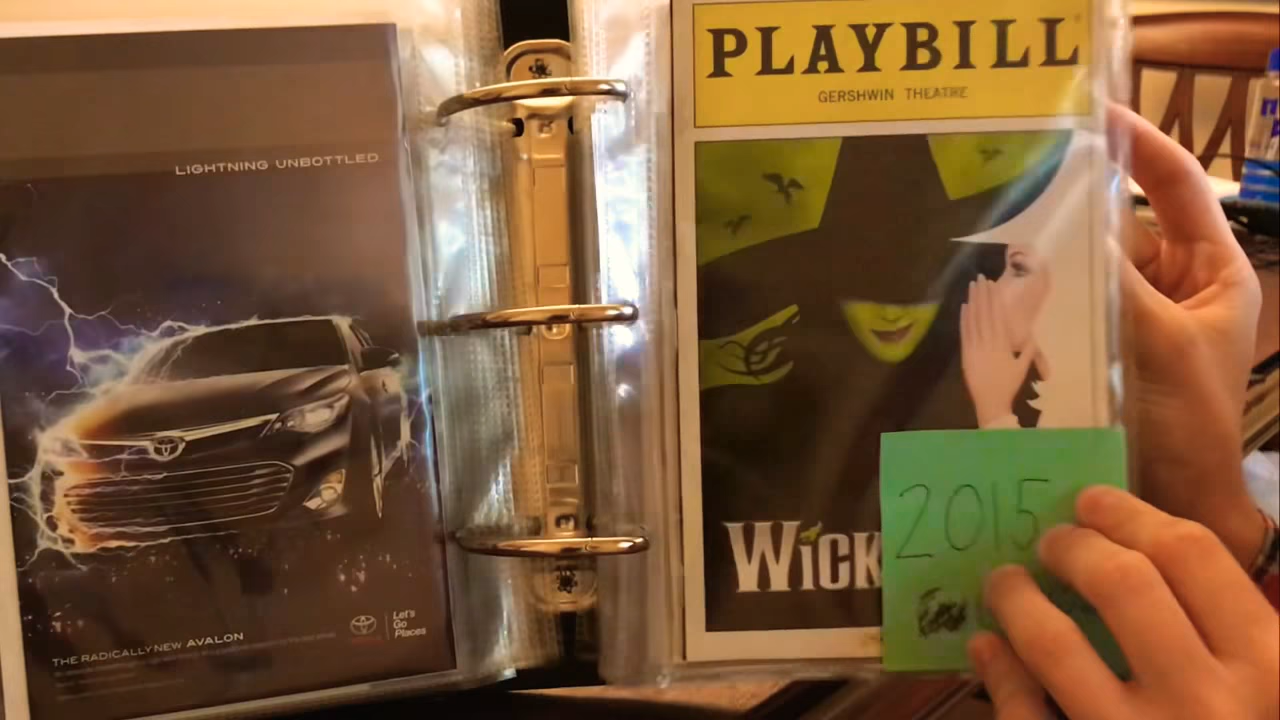 LIGHTNING UNBOTTLED
THE RADICALLY NEW AVALON
Let's
Go
Places
PLAYBILL
GERSHWIN THEATRE
WICK
2015